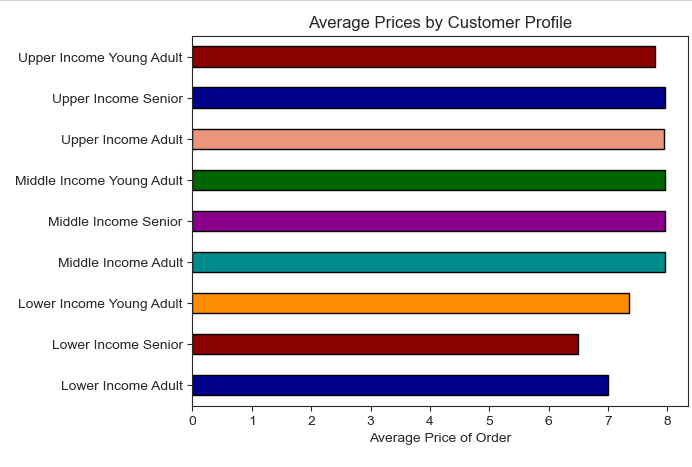 Average Prices by Customer Profile
Upper Income Young Adult
Upper Income Senior
Upper Income Adult
Middle Income Young Adult
Middle Income Senior
Middle Income Adult
Lower Income Young Adult
Lower Income Senior
Lower Income Adult
0 1 2 3 4 5 6 7 8
Average Price of Order